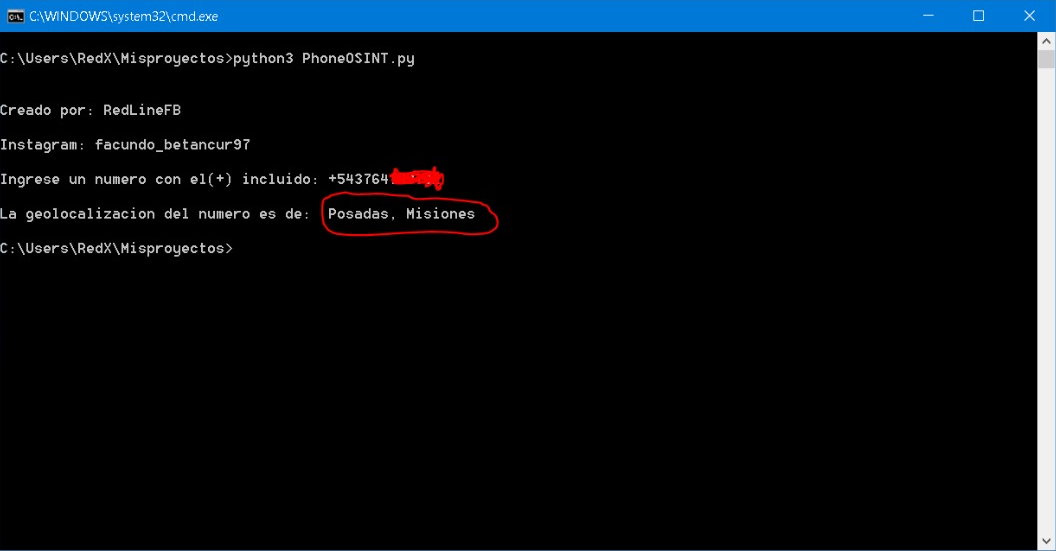 C:\WINDOWS\system32\cmd.exe
C:\Users\RedX\Misproyectos>python3 PhoneOSINT.py
Creado por: RedLineFB
Instagram: facundo_betancur97
Ingrese un numero con el(+) incluido: +543764
La geolocalizacion del numero es de: Posadas, Misiones
C:\Users\RedX\Misproyectos>